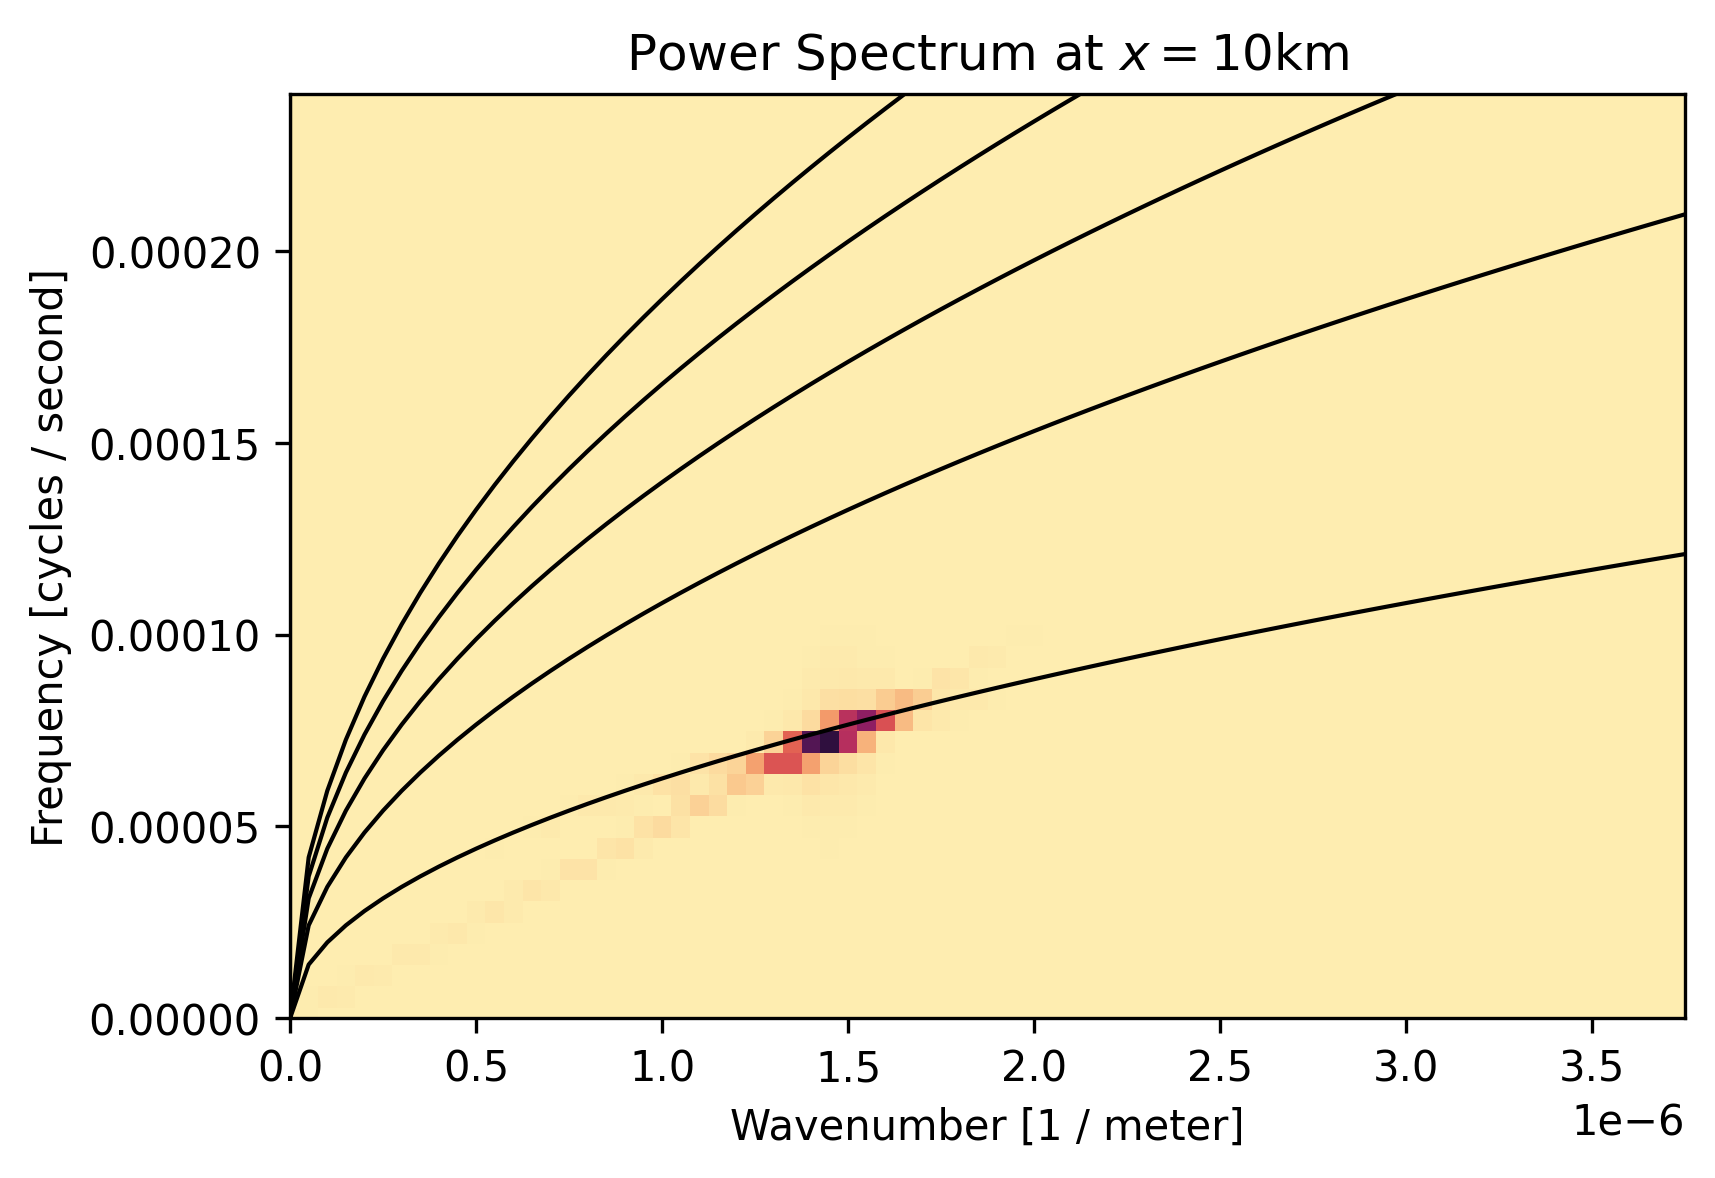 Power Spectrum at x = 10km
Frequency [cycles / second]
0.00020
0.00015
0.00010
0.00005
0.00000
0.0 0.5 1.0 1.5 2.0 2.5 3.0 3.5
1e−6
Wavenumber [1 / meter]